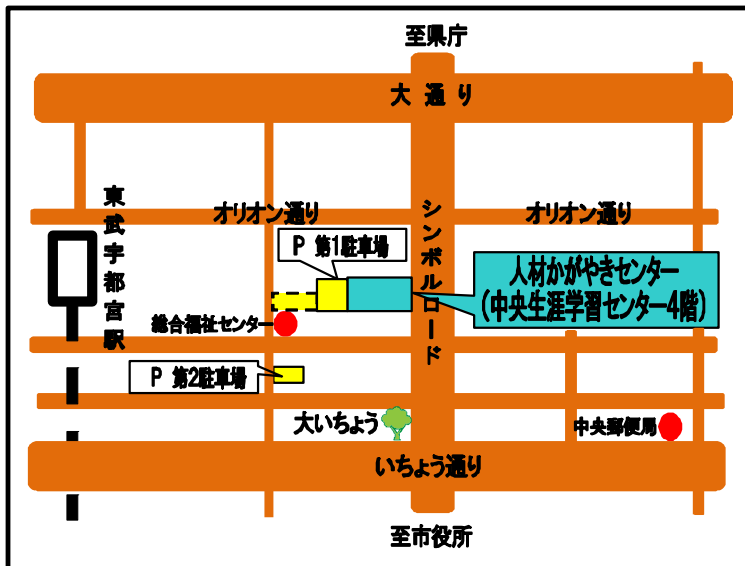 至県庁
大通り
東武宇都宮駅
オリオン通り
シンボルロード
オリオン通り
P 第1駐車場
人材かがやきセンター
(中央生涯学習センター4階)
総合福祉センター
P 第2駐車場
大いちょう
中央郵便局
いちょう通り
至市役所